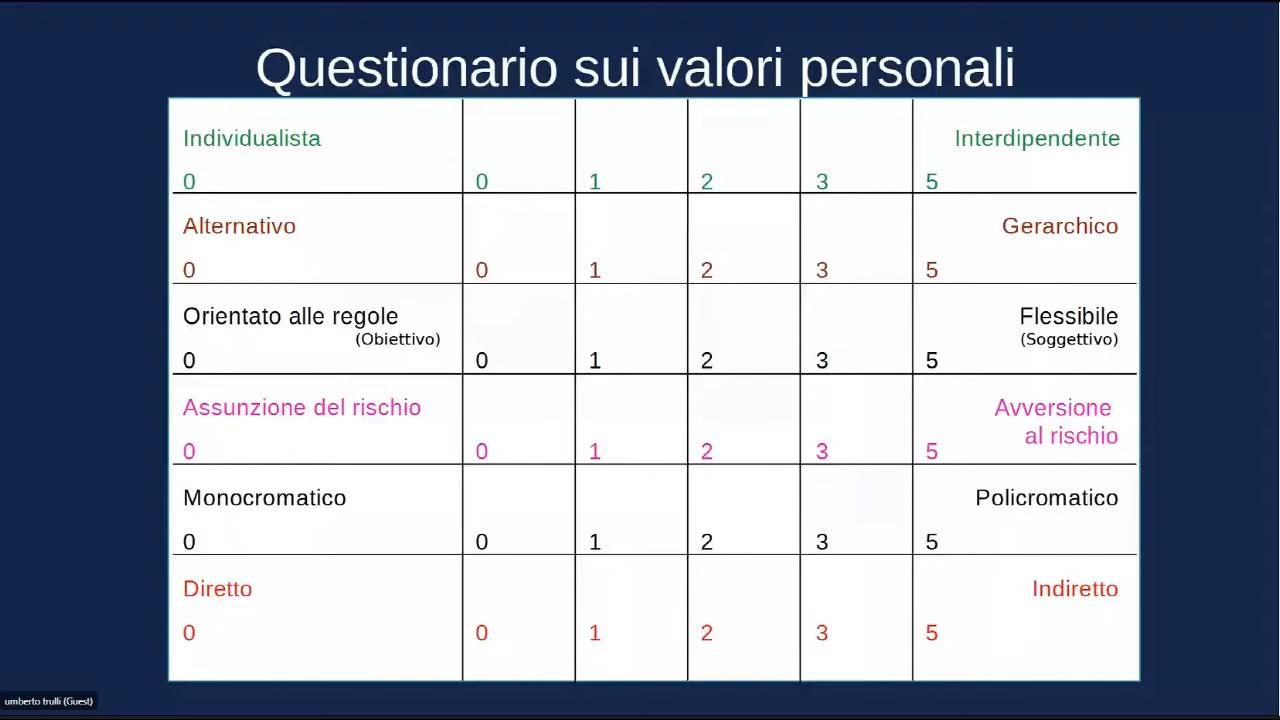 Questionario sui valori personali
Individualista Interdipendente
0 0 1 2 3 5
Alternativo Gerarchico
0 0 1 2 3 5
Orientato alle regole Flessibile
(Obiettivo) (Soggettivo)
0 0 1 2 3 5
Assunzione del rischio Avversione
al rischio
0 0 1 2 3 5
Monocromatico Policromatico
0 0 1 2 3 5
Diretto Indiretto
0 0 1 2 3 5
umberto trulli (Guest)